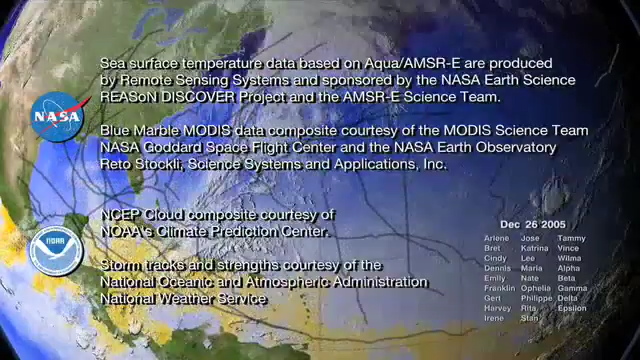 Sea surface temperature data based on Aqua/AMSR-E are produced
by Remote Sensing Systems and sponsored by the NASA Earth Science
REASoN DISCOVER Project and the AMSR-E Science Team.
NASA
Blue Marble MODIS data composite courtesy of the MODIS Science Team
NASA Goddard Space Flight Center and the NASA Earth Observatory
Reto Stockli, Science Systems and Applications, Inc.
NCEP Cloud composite courtesy of
NOAA's Climate Prediction Center.
NOAA
Storm tracks and strengths courtesy of the
National Oceanic and Atmospheric Administration
National Weather Service
Dec 26 2005
Arlene Jose Tammy
Bret Katrina Vince
Cindy Lee Wilma
Dennis Maria Alpha
Emily Nate Beta
Franklin Ophelia Gamma
Gert Philippe Delta
Harvey Rita Epsilon
Irene Stan